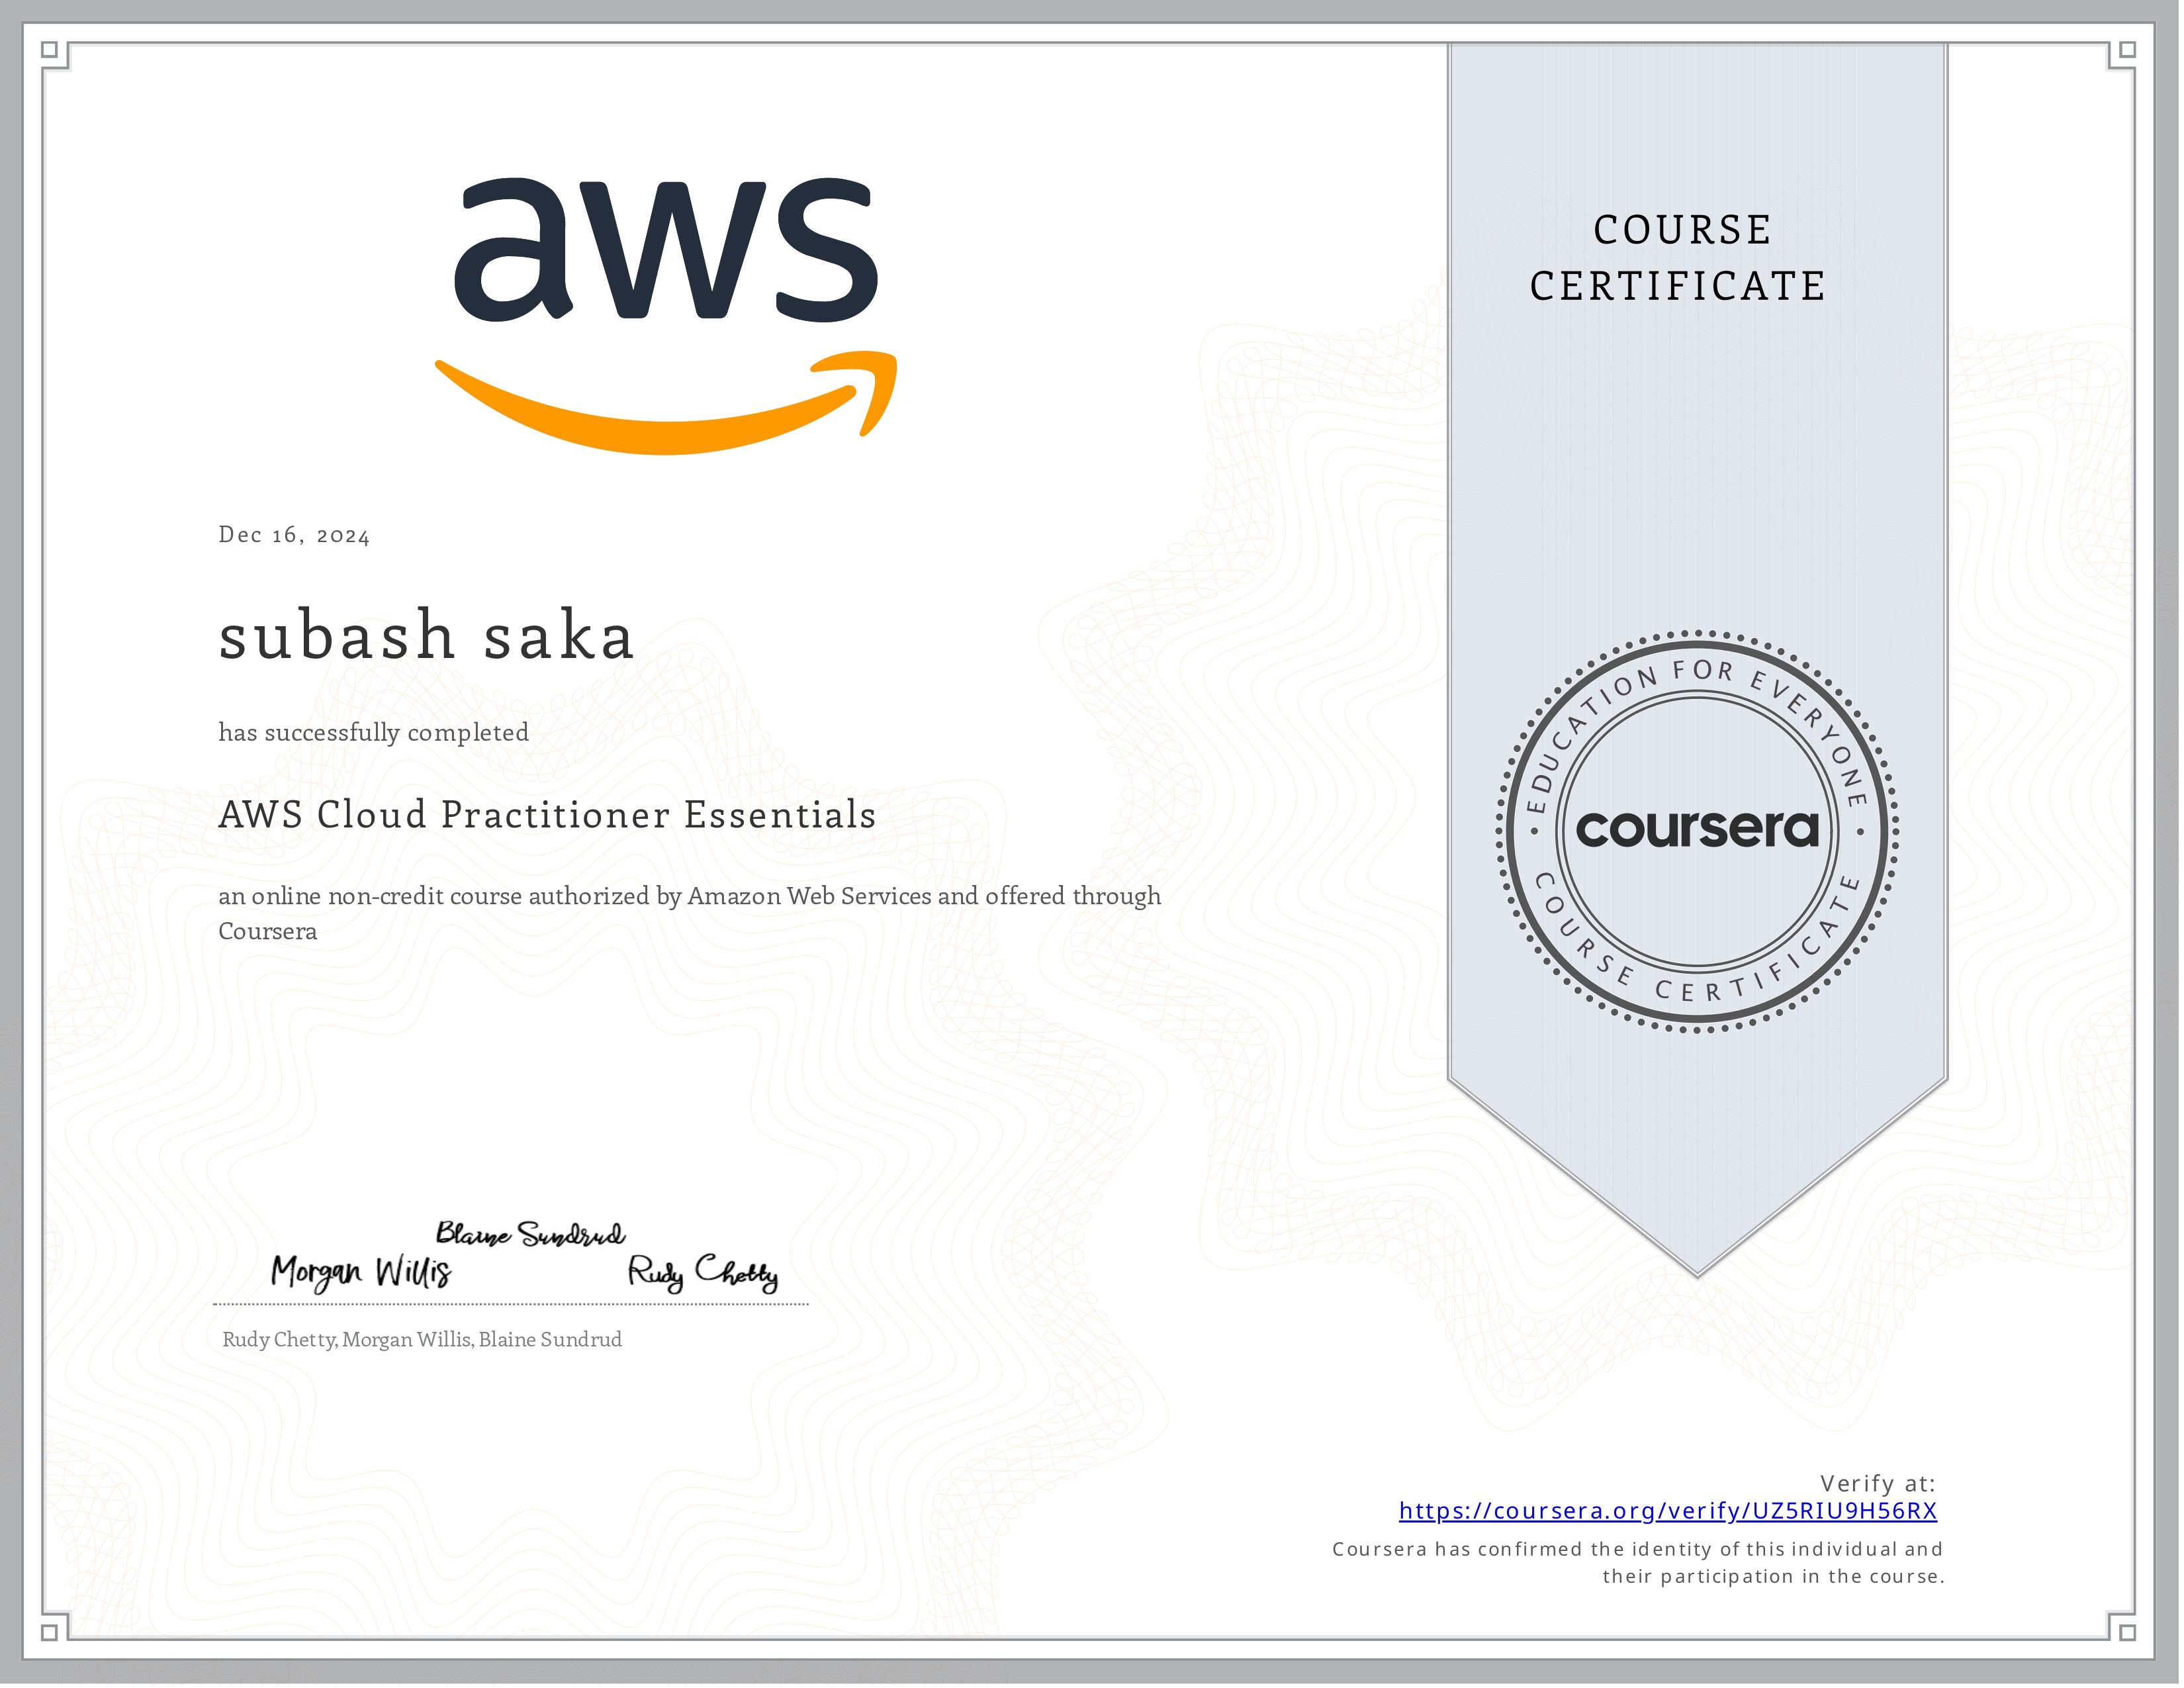 aws
COURSE
CERTIFICATE
Dec 16, 2024
subash saka
has successfully completed
AWS Cloud Practitioner Essentials
an online non-credit course authorized by Amazon Web Services and offered through
Coursera
EDUCATION FOR EVERYONE
coursera
COURSE CERTIFICATE
Blaine Sundrud
Morgan Willis
Rudy Chetty
Rudy Chetty, Morgan Willis, Blaine Sundrud
Verify at:
https://coursera.org/verify/UZ5RIU9H56RX
Coursera has confirmed the identity of this individual and
their participation in the course.